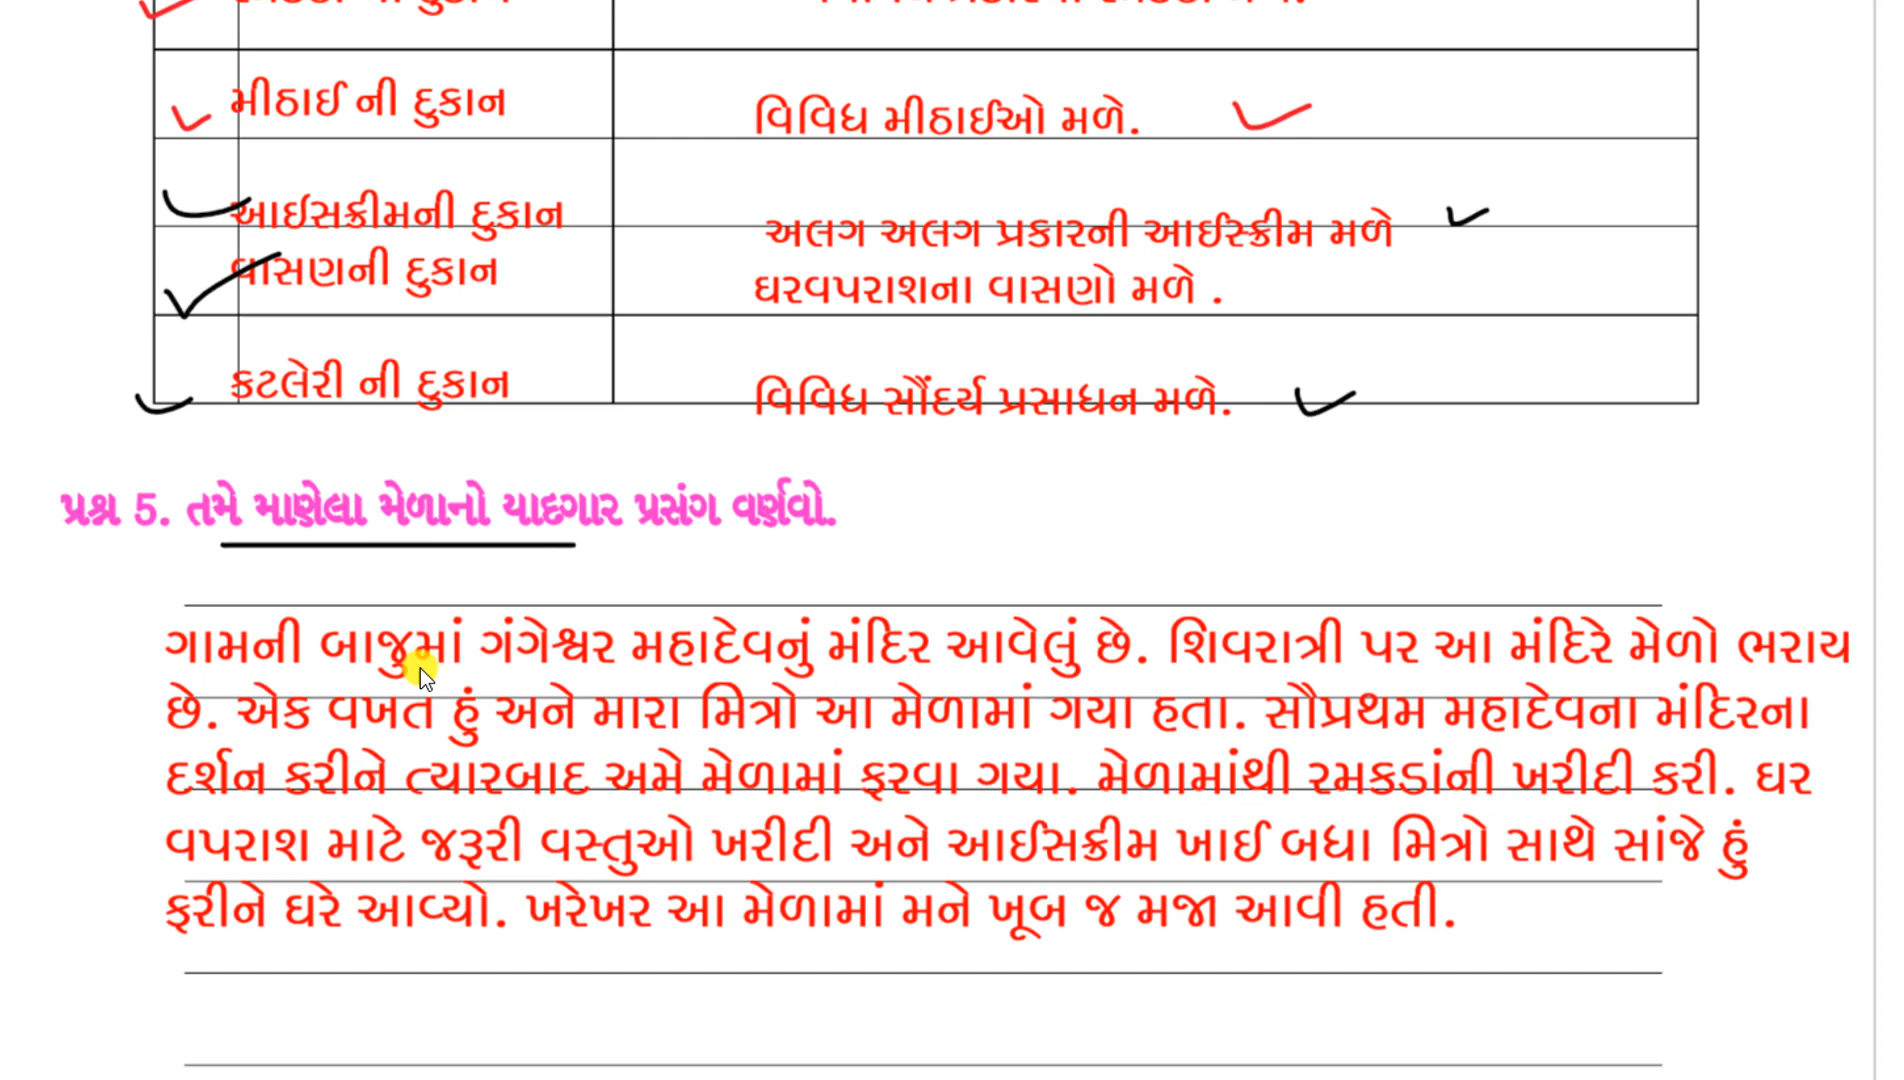 મીઠાઈ ની દુકાન
વિવિધ મીઠાઈઓ મળે.
આઈસક્રીમની દુકાન
અલગ અલગ પ્રકારની આઈસ્ક્રીમ મળે
વાસણની દુકાન
ઘરવપરાશના વાસણો મળે .
કટલેરી ની દુકાન
વિવિધ સૌંદર્ય પ્રસાધન મળે.
પ્રશ્ન 5. તમે માણેલા મેળાનો યાદગાર પ્રસંગ વર્ણવો.
ગામની બાજુમાં ગંગેશ્વર મહાદેવનું મંદિર આવેલું છે. શિવરાત્રી પર આ મંદિરે મેળો ભરાય
છે. એક વખત હું અને મારા મિત્રો આ મેળામાં ગયા હતા. સૌપ્રથમ મહાદેવના મંદિરના
દર્શન કરીને ત્યારબાદ અમે મેળામાં ફરવા ગયા. મેળામાંથી રમકડાંની ખરીદી કરી. ઘર
વપરાશ માટે જરૂરી વસ્તુઓ ખરીદી અને આઈસક્રીમ ખાઈ બધા મિત્રો સાથે સાંજે હું
ફરીને ઘરે આવ્યો. ખરેખર આ મેળામાં મને ખૂબ જ મજા આવી હતી.